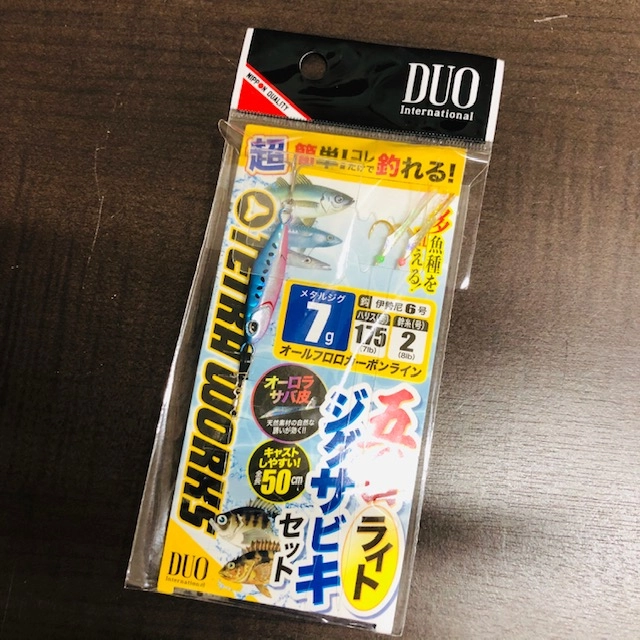 NIPPON QUALITY
DUO
International
超簡単!コレだけで釣れる!
魚種を
TETRA WORKS
メタルジグ
7g
鈎 伊勢尼 6号
ハリス(号)
1.75
(7lb)
幹糸(号)
2
(8lb)
オールフロロカーボンライン
オーロラ
サバ皮
天然素材の自然な
誘いが効く!!
キャスト
しやすい!
全長50cm
ライト
ジグサビキ
セット
DUO
International